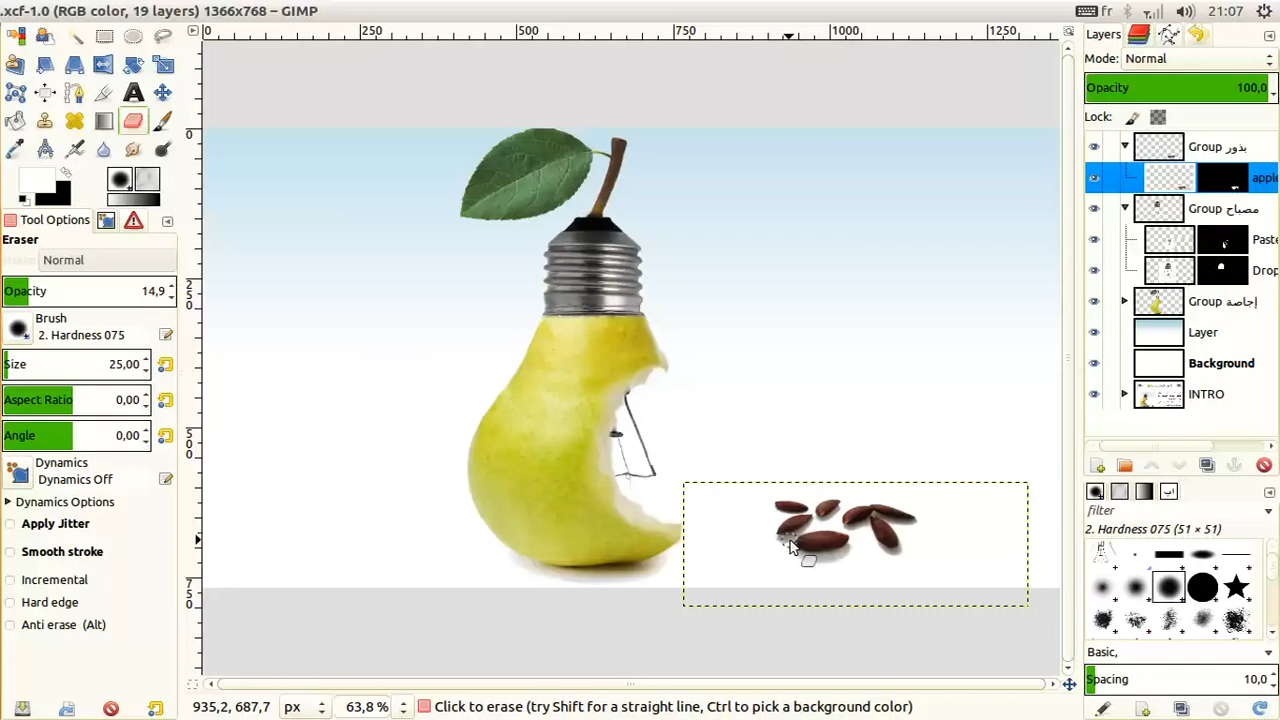 .xcf-1.0 (RGB color, 19 layers) 1366x768 – GIMP
fr
21:07
0
250
500
750
1000
1250
0
250
500
750
Tool Options
Eraser
Normal
Opacity 14,9
Brush
2. Hardness 075
Size 25,00
Aspect Ratio 0,00
Angle 0,00
Dynamics
Dynamics Off
Dynamics Options
Apply Jitter
Smooth stroke
Incremental
Hard edge
Anti erase (Alt)
935,2, 687,7 px 63,8 % Click to erase (try Shift for a straight line, Ctrl to pick a background color)
Layers
Mode: Normal
Opacity 100,0
Lock:
Group بذور
apple
Group مصباح
Paste
Drop
Group إجاصة
Layer
Background
INTRO
filter
2. Hardness 075 (51 × 51)
Basic,
Spacing 10,0